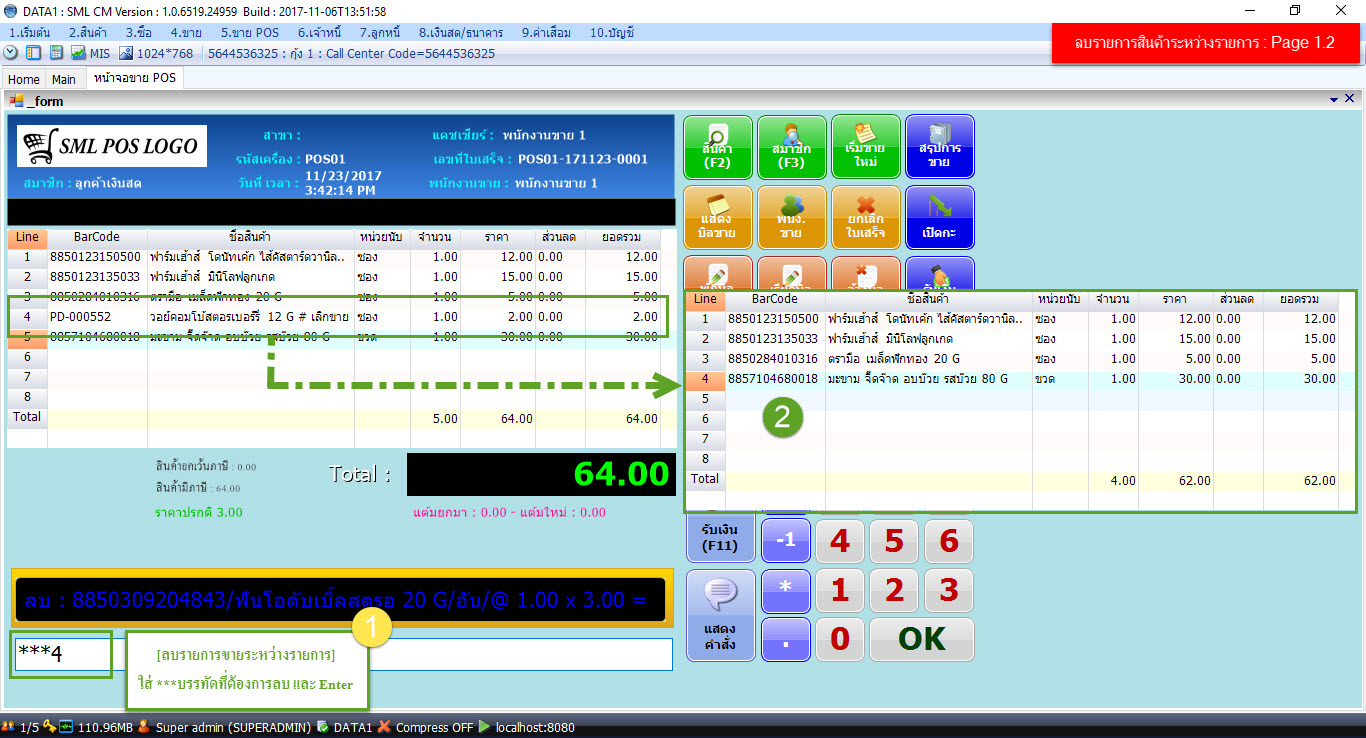 DATA1 : SML CM Version : 1.0.6519.24959 Build : 2017-11-06T13:51:58
1.เริ่มต้น 2.สินค้า 3.ซื้อ 4.ขาย 5.ขาย POS 6.เจ้าหนี้ 7.ลูกหนี้ 8.เงินสด/ธนาคาร 9.ค่าเสื่อม 10.บัญชี
ลบรายการสินค้าระหว่างรายการ : Page 1.2
MIS 1024*768 5644536325 : กุ้ง 1 : Call Center Code=5644536325
Home Main หน้าจอขาย POS
_form
SML POS LOGO
สาขา :
แคชเชียร์ : พนักงานขาย 1
รหัสเครื่อง : POS01
เลขที่ใบเสร็จ : POS01-171123-0001
สมาชิก : ลูกค้าเงินสด
วันที่ เวลา : 11/23/2017 3:42:14 PM
พนักงานขาย : พนักงานขาย 1
สินค้า (F2)
สมาชิก (F3)
เริ่มขาย ใหม่
สรุปการ ขาย
แสดง บิลขาย
พนง. ขาย
ยกเลิก ใบเสร็จ
เปิดกะ
Line BarCode ชื่อสินค้า หน่วยนับ จำนวน ราคา ส่วนลด ยอดรวม
1 8850123150500 ฟาร์มเฮ้าส์ โดนัทเค้ก ไส้คัสตาร์ดวานิล.. ซอง 1.00 12.00 0.00 12.00
2 8850123135033 ฟาร์มเฮ้าส์ มินิโลฟลูกเกด ซอง 1.00 15.00 0.00 15.00
3 8850284010316 ตรามือ เมล็ดฟักทอง 20 G ซอง 1.00 5.00 0.00 5.00
4 PD-000552 วอย์คอมโบ้สตอรเบอร์รี่ 12 G # เลิกขาย ซอง 1.00 2.00 0.00 2.00
5 8857104680018 มะขาม จี๊ดจ๊าด อบบ๊วย รสบ๊วย 80 G ขวด 1.00 30.00 0.00 30.00
6
7
8
Total 5.00 64.00 64.00
Line BarCode ชื่อสินค้า หน่วยนับ จำนวน ราคา ส่วนลด ยอดรวม
1 8850123150500 ฟาร์มเฮ้าส์ โดนัทเค้ก ไส้คัสตาร์ดวานิล.. ซอง 1.00 12.00 0.00 12.00
2 8850123135033 ฟาร์มเฮ้าส์ มินิโลฟลูกเกด ซอง 1.00 15.00 0.00 15.00
3 8850284010316 ตรามือ เมล็ดฟักทอง 20 G ซอง 1.00 5.00 0.00 5.00
4 8857104680018 มะขาม จี๊ดจ๊าด อบบ๊วย รสบ๊วย 80 G ขวด 1.00 30.00 0.00 30.00
5
6
7
8
Total 4.00 62.00 62.00
2
สินค้ายกเว้นภาษี : 0.00
สินค้ามีภาษี : 64.00
ราคาปรกติ 3.00
Total : 64.00
แต้มยกมา : 0.00 - แต้มใหม่ : 0.00
รับเงิน (F11)
-1 4 5 6
* 1 2 3
แสดง คำสั่ง
. 0 OK
ลบ : 8850309204843/ฟันโอดับเบิ้ลสตรอ 20 G/อัน/@ 1.00 x 3.00 =
1
***4
[ลบรายการขายระหว่างรายการ]
ใส่ ***บรรทัดที่ต้องการลบ และ Enter
1/5 110.96MB Super admin (SUPERADMIN) DATA1 Compress OFF localhost:8080